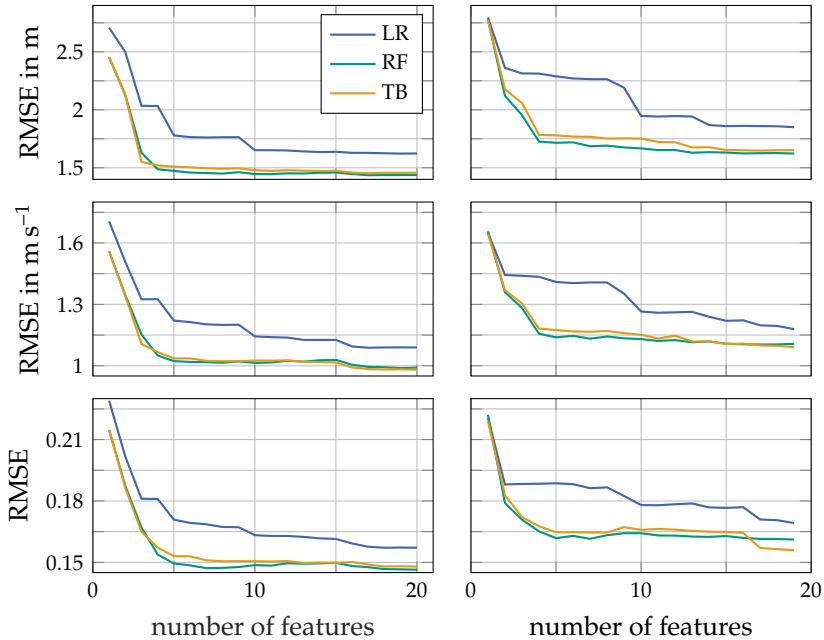 RMSE in m
2.5
2
1.5
LR
RF
TB
RMSE in m s⁻¹
1.6
1.3
1
RMSE
0.21
0.18
0.15
0 10 20
0 10 20
number of features
number of features